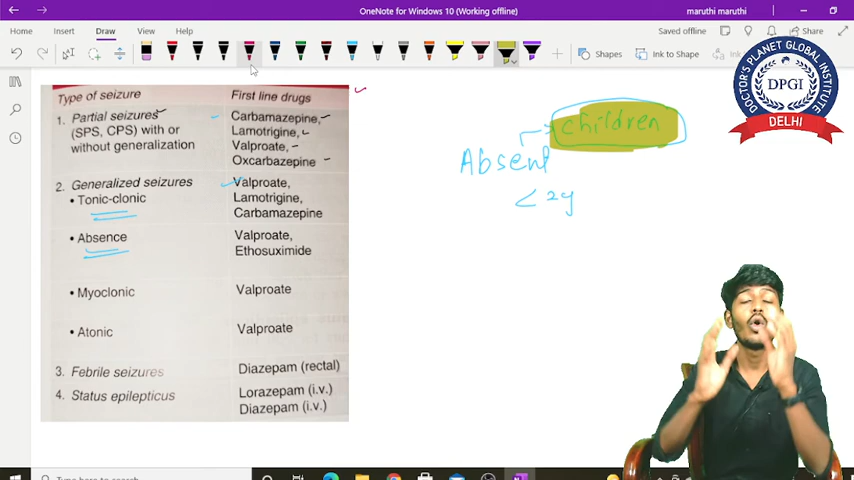 OneNote for Windows 10 (Working offline)
maruthi maruthi
Home
Insert
Draw
View
Help
Saved offline
Shapes
Ink to Shape
Type of seizure
First line drugs
1. Partial seizures
(SPS, CPS) with or
without generalization
Carbamazepine,
Lamotrigine,
Valproate,
Oxcarbazepine
2. Generalized seizures
• Tonic-clonic
Valproate,
Lamotrigine,
Carbamazepine
• Absence
Valproate,
Ethosuximide
• Myoclonic
Valproate
• Atonic
Valproate
3. Febrile seizures
Diazepam (rectal)
4. Status epilepticus
Lorazepam (i.v.)
Diazepam (i.v.)
children
Absent
< 2y
DOCTOR'S PLANET GLOBAL INSTITUTE
DPGI
DELHI
Type here to search